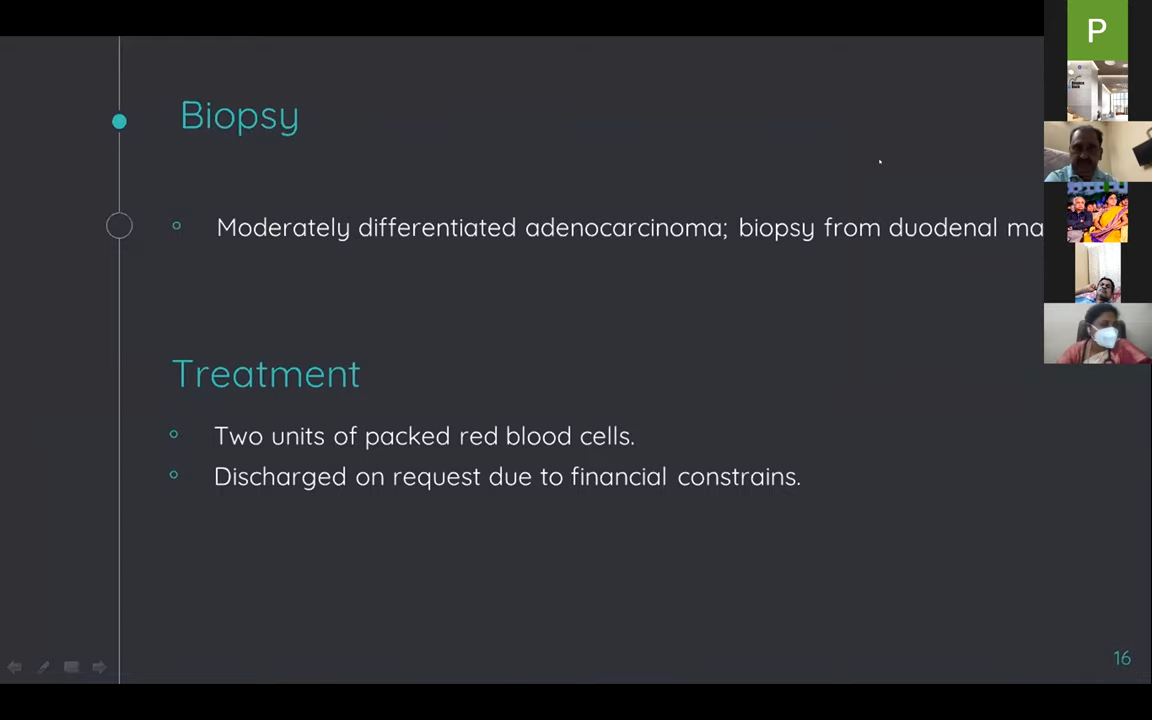 P
Biopsy
Moderately differentiated adenocarcinoma; biopsy from duodenal ma
Treatment
Two units of packed red blood cells.
Discharged on request due to financial constrains.
16